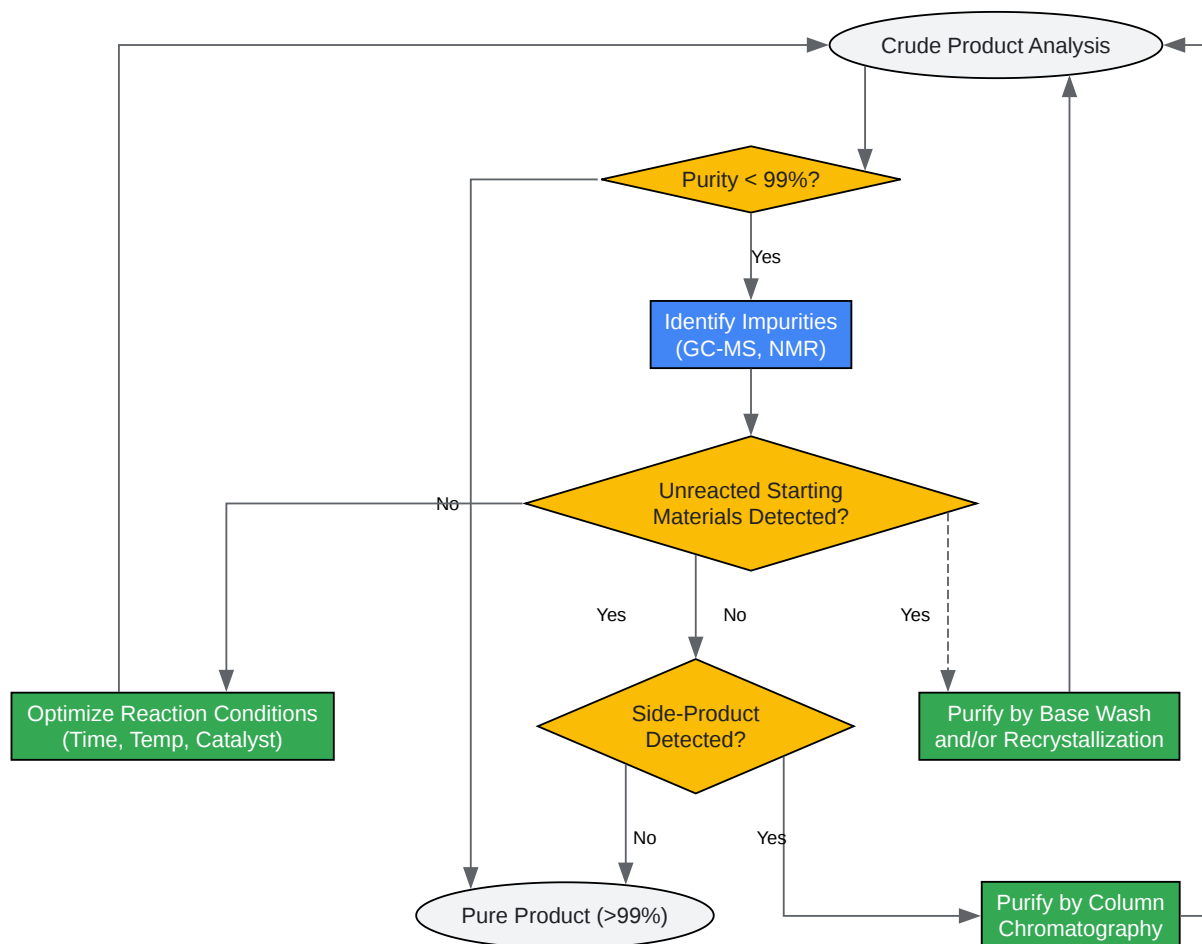 Crude Product Analysis
Purity < 99%?
Yes
Identify Impurities
(GC-MS, NMR)
Unreacted Starting
Materials Detected?
No
Yes
No
Yes
Optimize Reaction Conditions
(Time, Temp, Catalyst)
Side-Product
Detected?
Purify by Base Wash
and/or Recrystallization
No
Yes
Pure Product (>99%)
Purify by Column
Chromatography